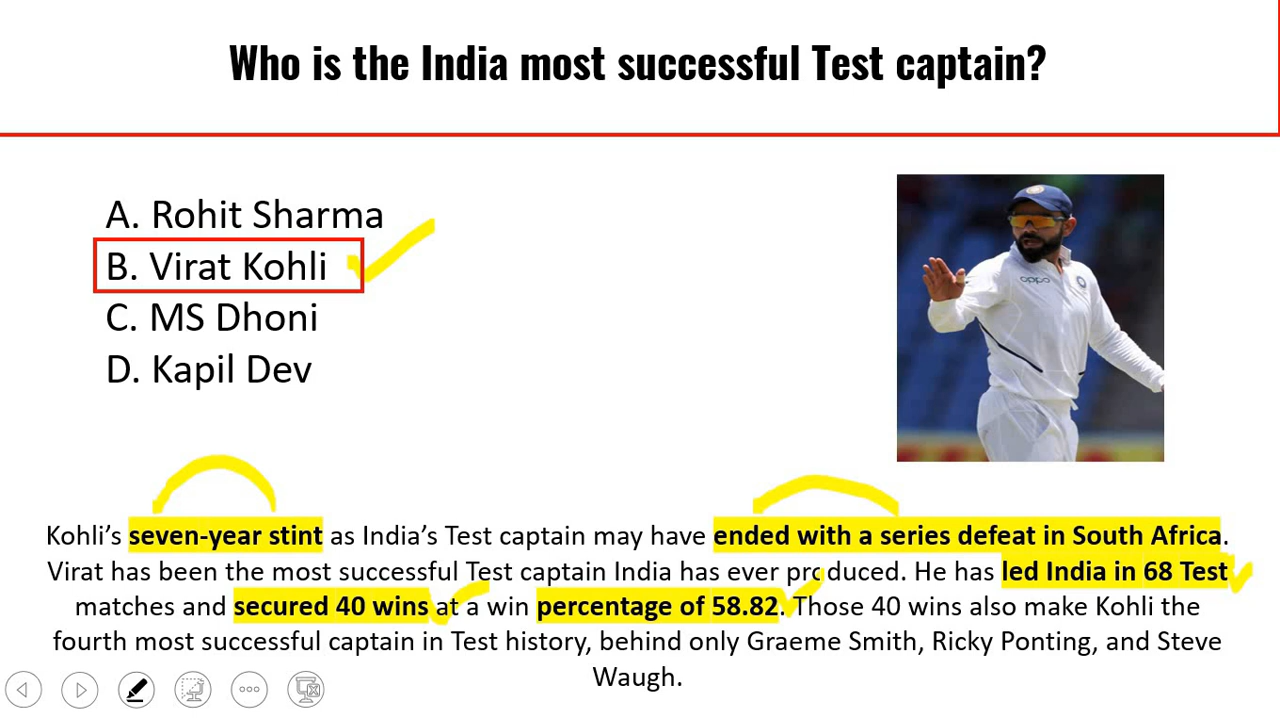 Who is the India most successful Test captain?
A. Rohit Sharma
B. Virat Kohli
C. MS Dhoni
D. Kapil Dev
oppo
Kohli’s seven-year stint as India’s Test captain may have ended with a series defeat in South Africa.
Virat has been the most successful Test captain India has ever produced. He has led India in 68 Test
matches and secured 40 wins at a win percentage of 58.82. Those 40 wins also make Kohli the
fourth most successful captain in Test history, behind only Graeme Smith, Ricky Ponting, and Steve
Waugh.